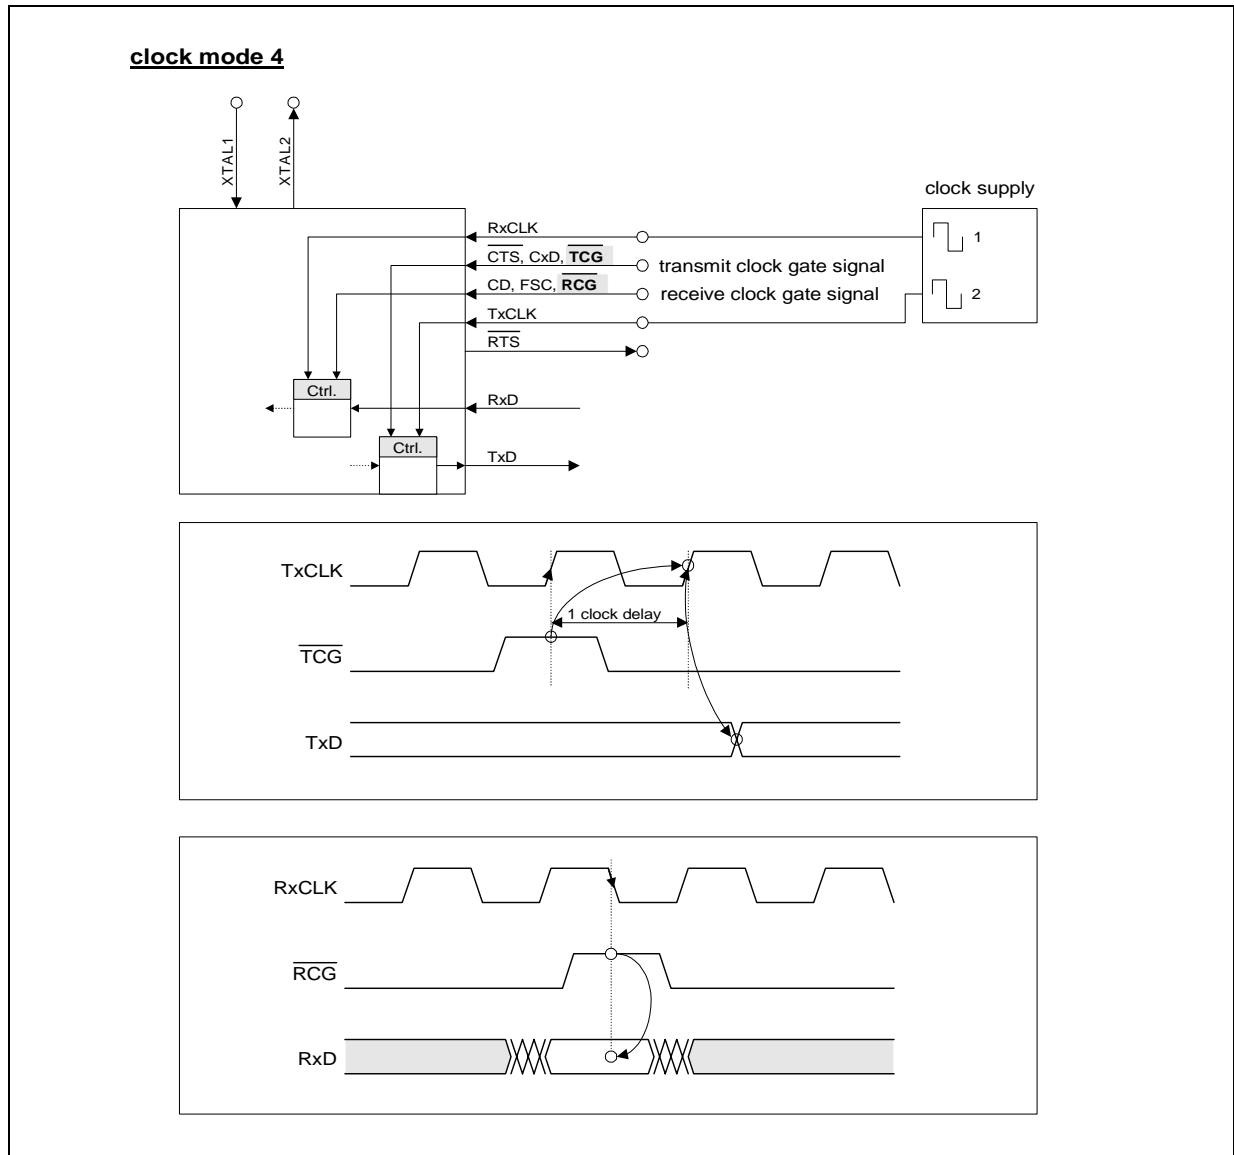 clock mode 4
XTAL1
XTAL2
clock supply
RxCLK
1
CTS, CxD, TCG
transmit clock gate signal
CD, FSC, RCG
receive clock gate signal
2
TxCLK
RTS
Ctrl.
RxD
Ctrl.
TxD
TxCLK
1 clock delay
TCG
TxD
RxCLK
RCG
RxD